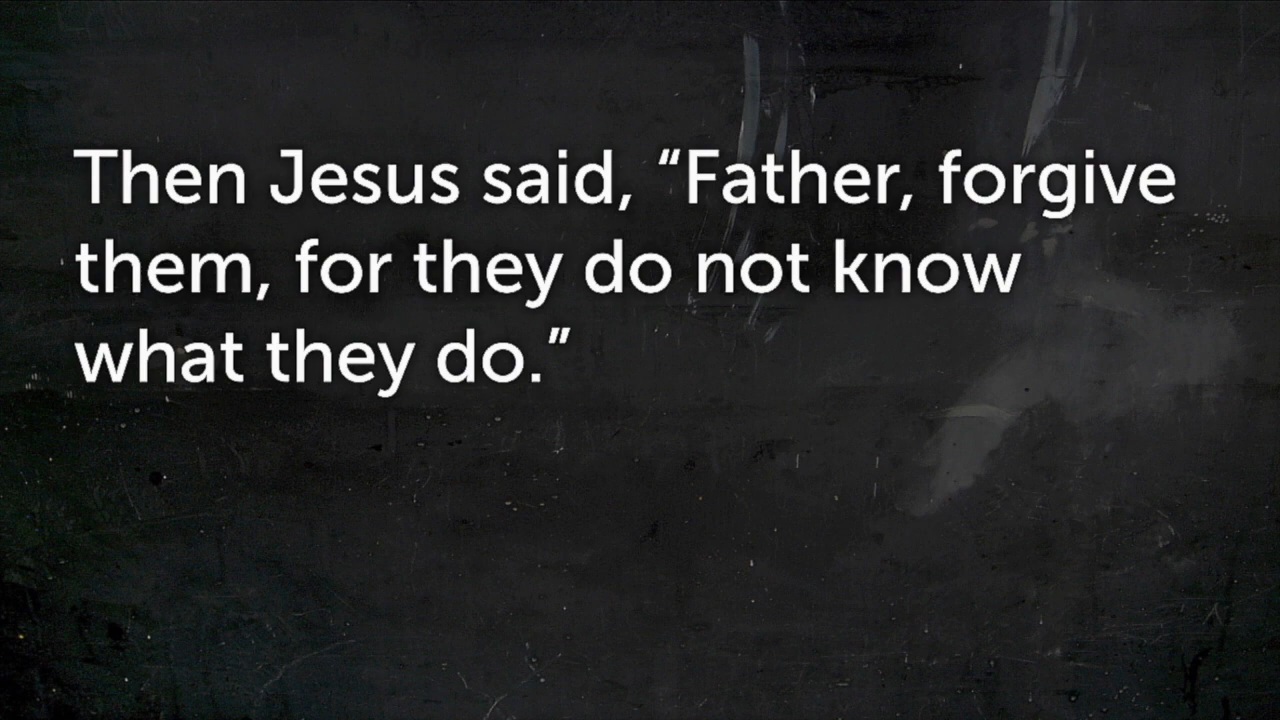 Then Jesus said, “Father, forgive
them, for they do not know
what they do.”